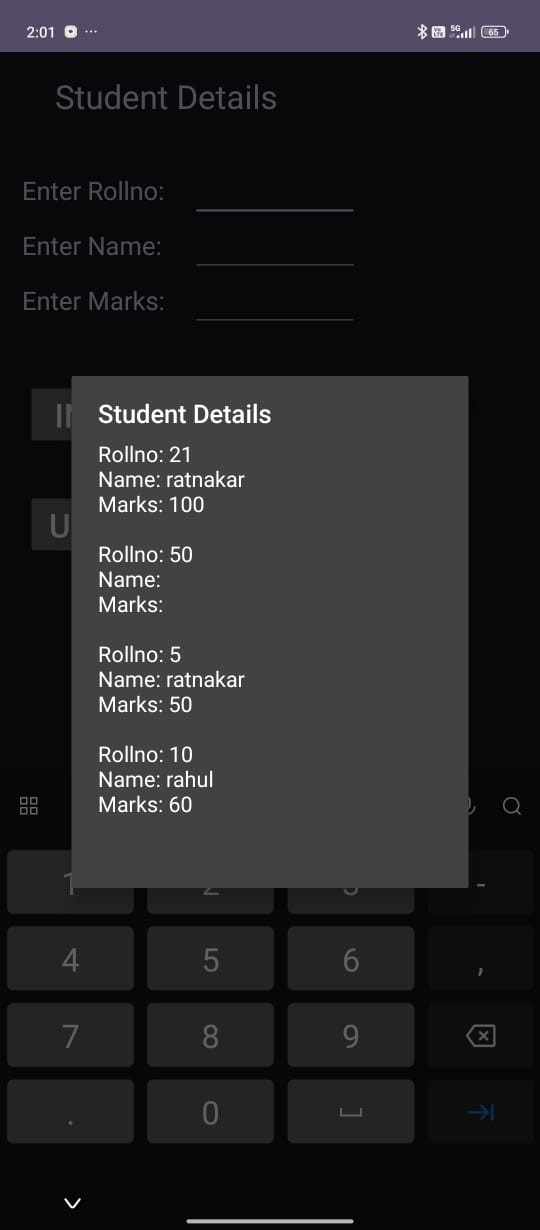 2:01
5G
65
Student Details
Enter Rollno:
Enter Name:
Enter Marks:
Student Details
Rollno: 21
Name: ratnakar
Marks: 100
Rollno: 50
Name:
Marks:
Rollno: 5
Name: ratnakar
Marks: 50
Rollno: 10
Name: rahul
Marks: 60
-
4 5 6 ,
7 8 9
. 0